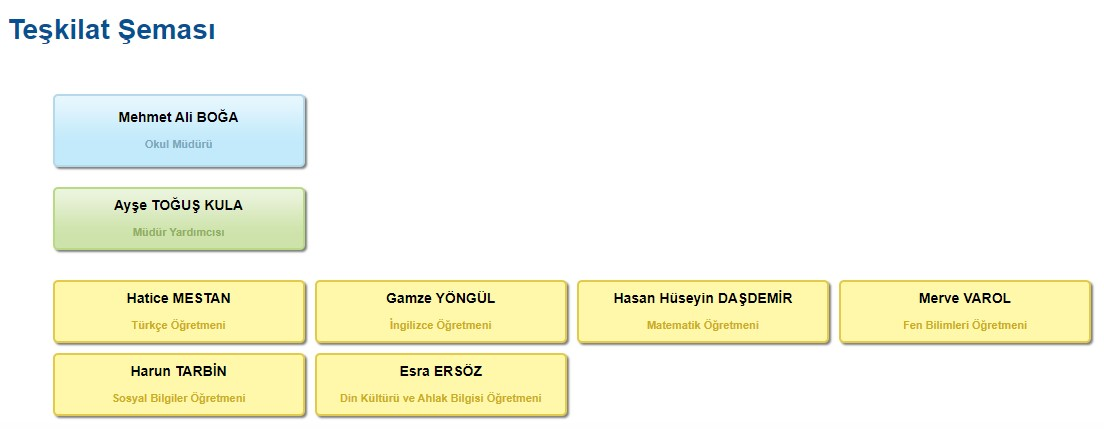 Teşkilat Şeması
Mehmet Ali BOĞA
Okul Müdürü
Ayşe TOĞUŞ KULA
Müdür Yardımcısı
Hatice MESTAN
Türkçe Öğretmeni
Gamze YÖNGÜL
İngilizce Öğretmeni
Hasan Hüseyin DAŞDEMİR
Matematik Öğretmeni
Merve VAROL
Fen Bilimleri Öğretmeni
Harun TARBİN
Sosyal Bilgiler Öğretmeni
Esra ERSÖZ
Din Kültürü ve Ahlak Bilgisi Öğretmeni